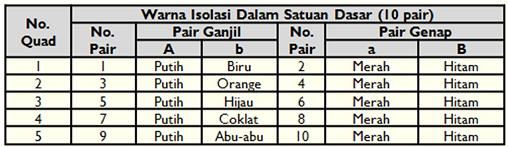 No. Quad Warna Isolasi Dalam Satuan Dasar (10 pair)
No. Pair Pair Ganjil No. Pair Pair Genap
A b a B
1 1 Putih Biru 2 Merah Hitam
2 3 Putih Orange 4 Merah Hitam
3 5 Putih Hijau 6 Merah Hitam
4 7 Putih Coklat 8 Merah Hitam
5 9 Putih Abu-abu 10 Merah Hitam